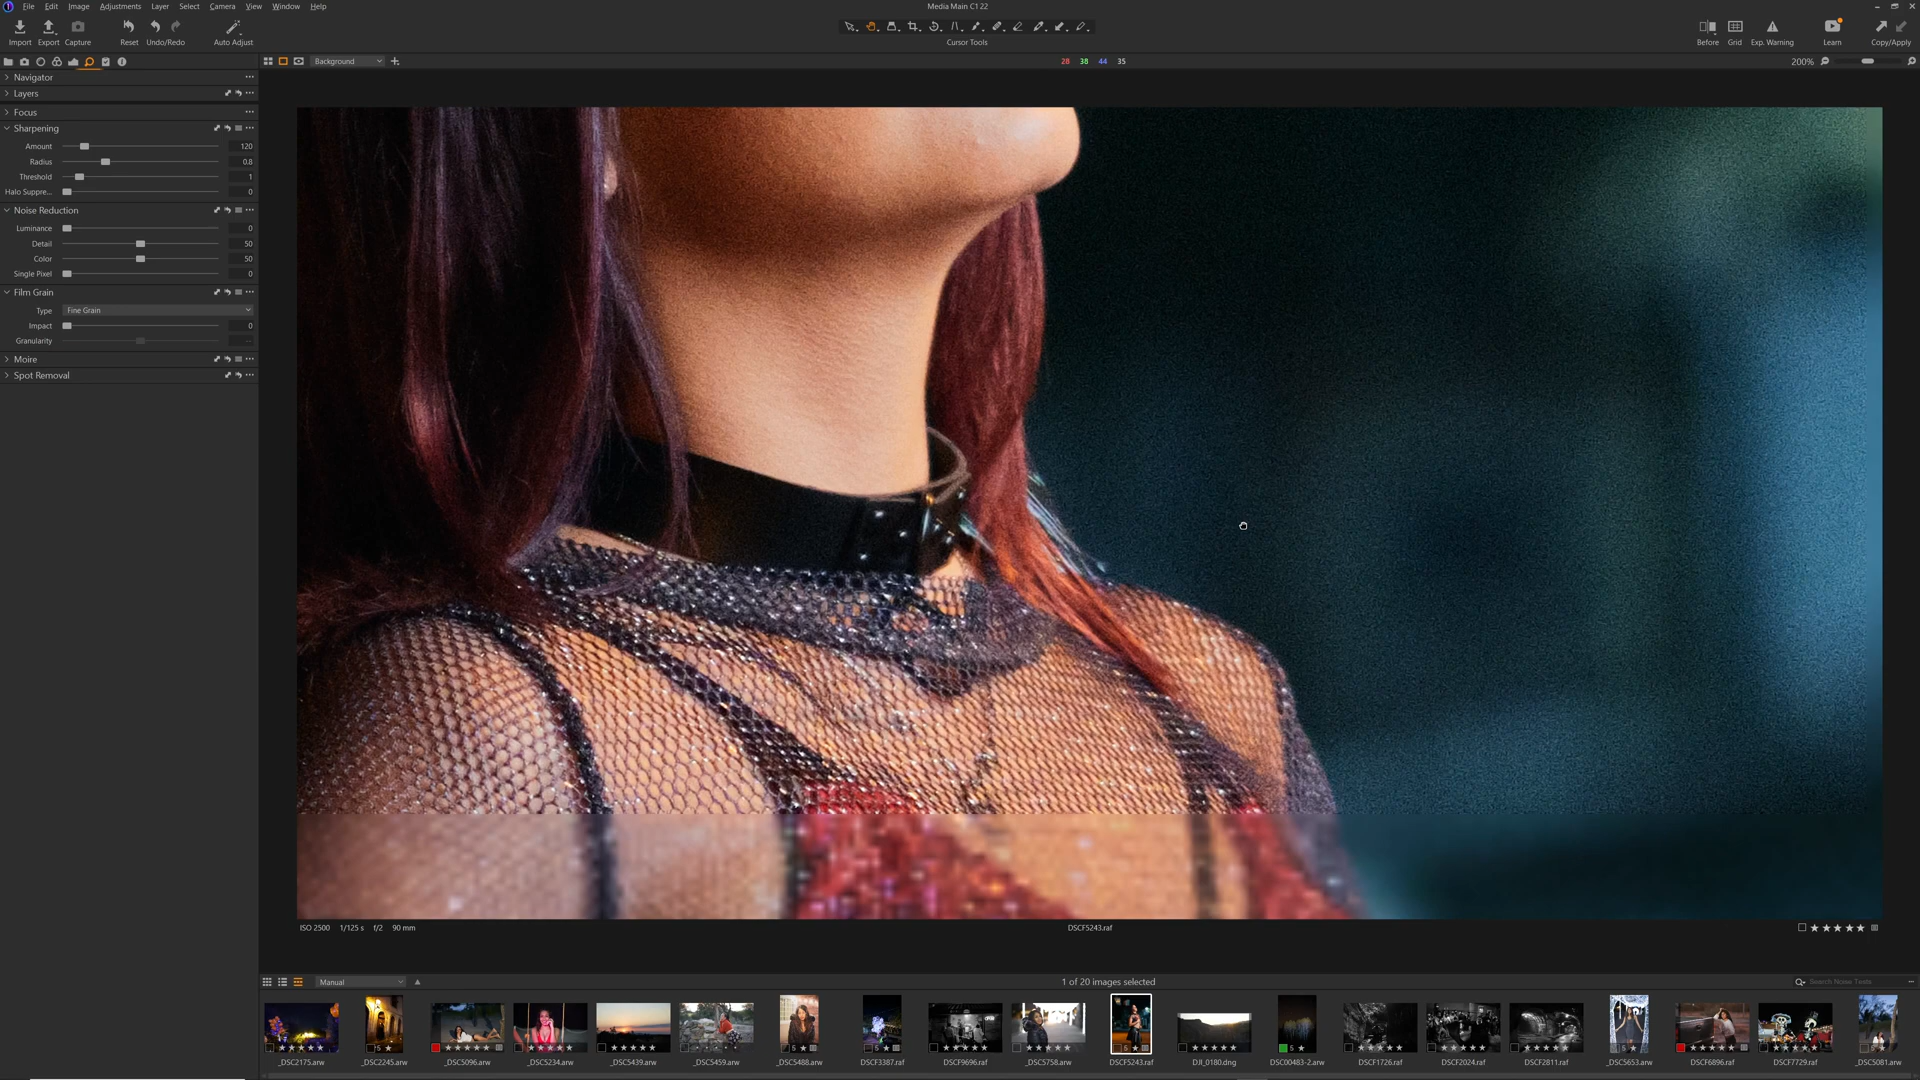 File Edit Image Adjustments Layer Select Camera View Window Help
Media Main C1 22
Import Export Capture Reset Undo/Redo Auto Adjust
Cursor Tools
Before Grid Exp. Warning Learn Copy/Apply
Background
28 38 44 35
200%
Navigator
Layers
Focus
Sharpening
Amount 120
Radius 0.8
Threshold 1
Halo Suppre... 0
Noise Reduction
Luminance 0
Detail 50
Color 50
Single Pixel 0
Film Grain
Type Fine Grain
Impact 0
Granularity
Moire
Spot Removal
ISO 2500 1/125 s f/2 90 mm
DSCF5243.raf
Manual
1 of 20 images selected
Search Noise Tools
_DSC2175.arw _DSC2245.arw _DSC5096.arw _DSC5234.arw _DSC5439.arw _DSC5459.arw _DSC5488.arw DSCF3387.raf DSCF9696.raf _DSC5758.arw DSCF5243.raf DJI_0180.dng DSC00483-2.arw DSCF1726.raf DSCF2024.raf DSCF2811.raf _DSC5653.arw DSCF6896.raf DSCF7729.raf _DSC5081.arw